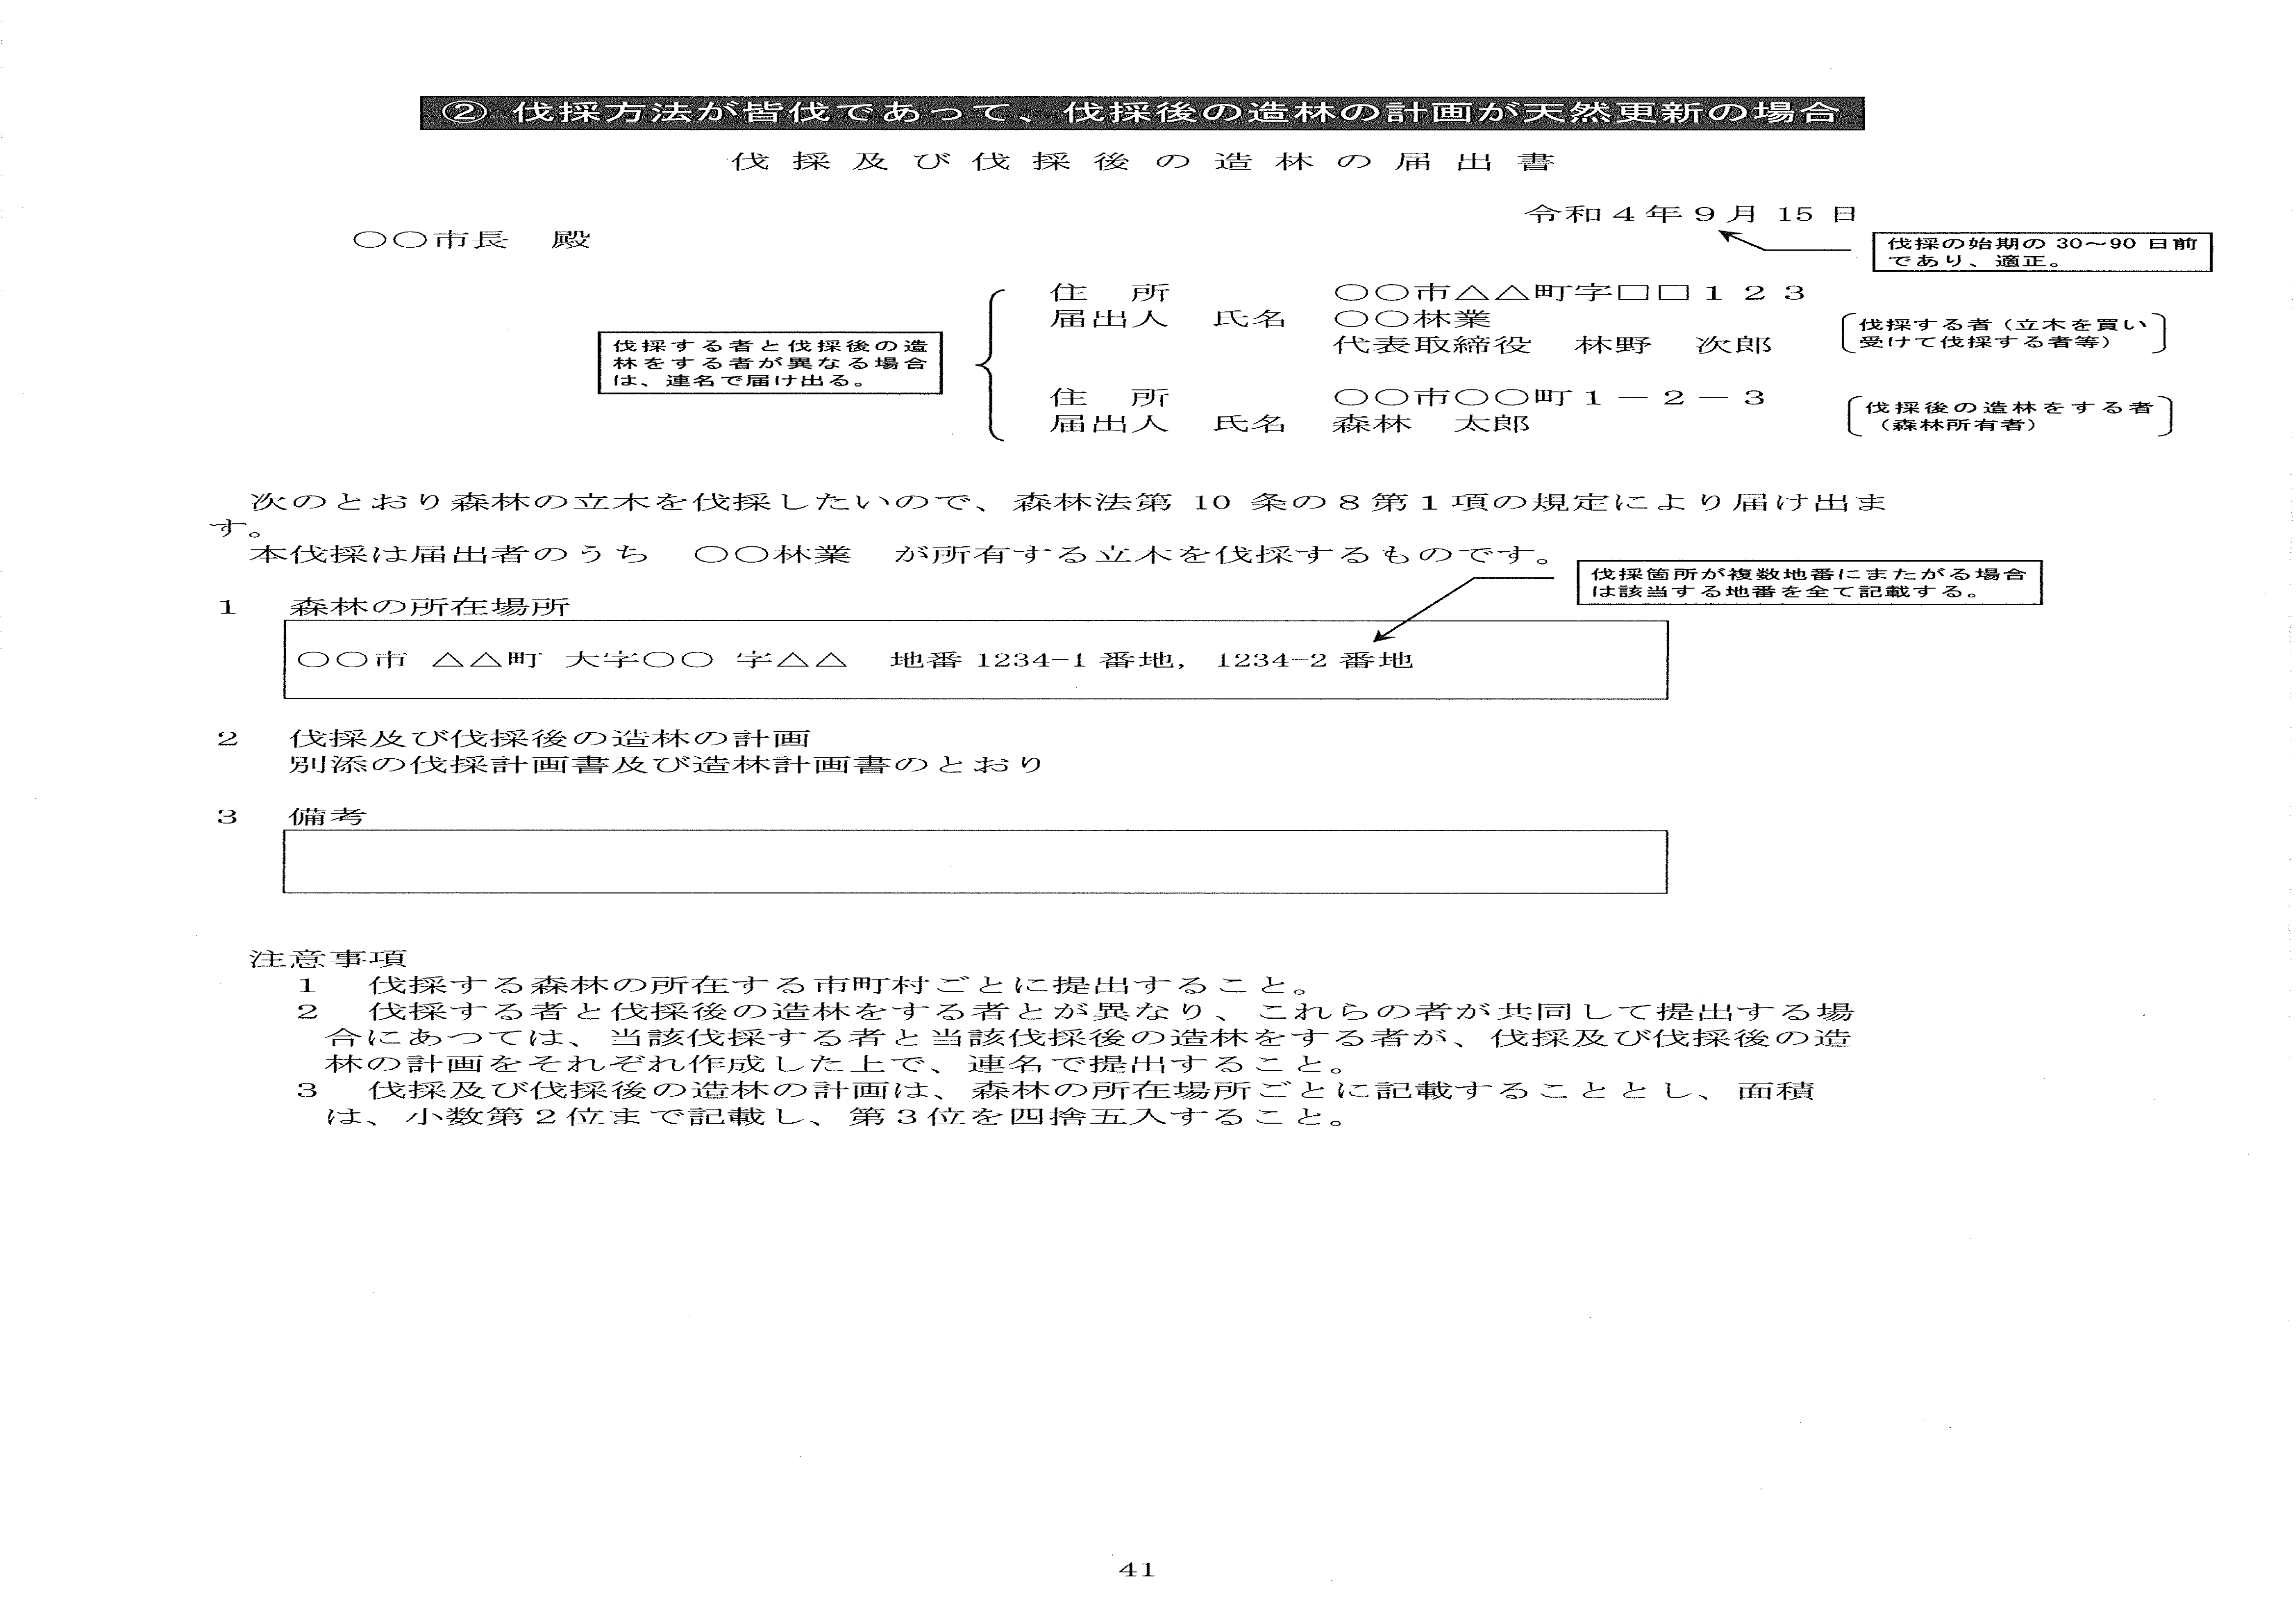 ② 伐採方法が皆伐であって、伐採後の造林の計画が天然更新の場合
伐採及び伐採後の造林の届出書
令和4年9月15日
○○市長　殿
伐採の始期の30～90日前
であり、適正。
住　所　○○市△△町字□□１２３
届出人　氏名　○○林業
代表取締役　林野　次郎
伐採する者（立木を買い
受けて伐採する者等）
伐採する者と伐採後の造
林をする者が異なる場合
は、連名で届け出る。
住　所　○○市○○町１－２－３
届出人　氏名　森林　太郎
伐採後の造林をする者
（森林所有者）
次のとおり森林の立木を伐採したいので、森林法第10条の8第1項の規定により届け出ま
す。
本伐採は届出者のうち　○○林業　が所有する立木を伐採するものです。
伐採箇所が複数地番にまたがる場合
は該当する地番を全て記載する。
1　森林の所在場所
○○市 △△町 大字○○ 字△△　地番1234-1番地, 1234-2番地
2　伐採及び伐採後の造林の計画
別添の伐採計画書及び造林計画書のとおり
3　備考
注意事項
1　伐採する森林の所在する市町村ごとに提出すること。
2　伐採する者と伐採後の造林をする者とが異なり、これらの者が共同して提出する場
合にあつては、当該伐採する者と当該伐採後の造林をする者が、伐採及び伐採後の造
林の計画をそれぞれ作成した上で、連名で提出すること。
3　伐採及び伐採後の造林の計画は、森林の所在場所ごとに記載することとし、面積
は、小数第2位まで記載し、第3位を四捨五入すること。
41